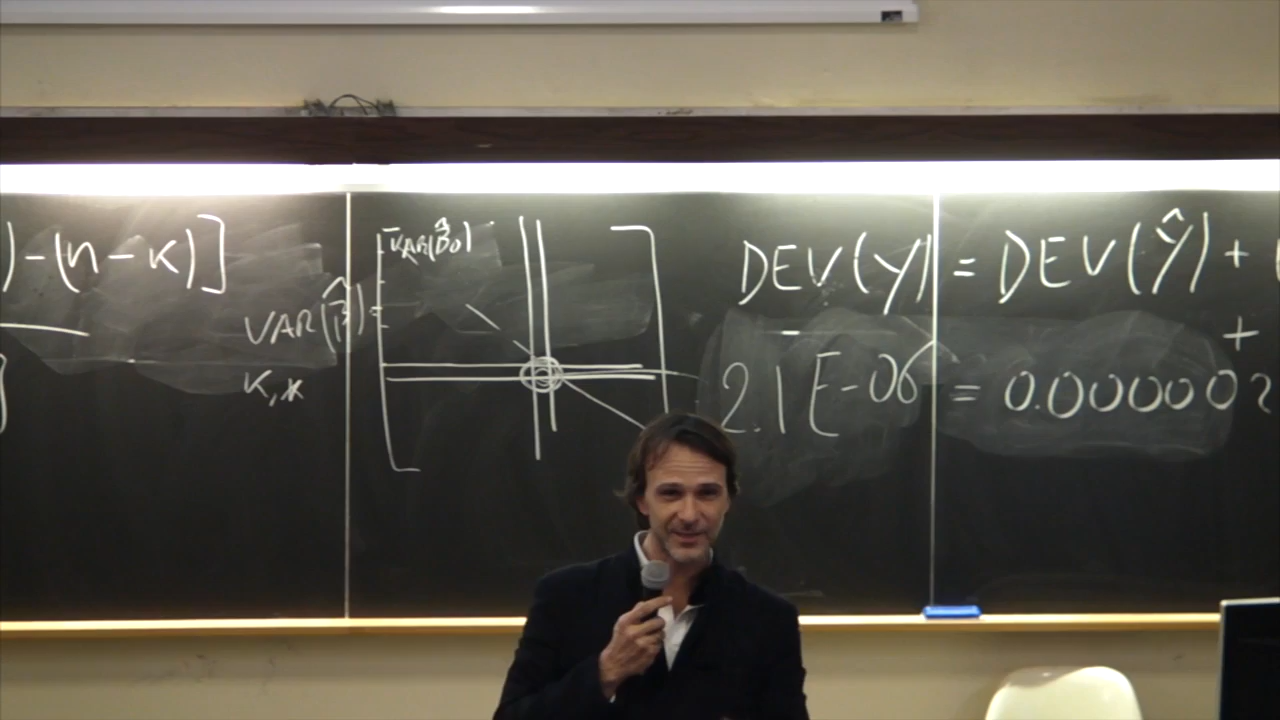 )-(n-K)]
VAR(β̂)=
K,*
VAR(β̂0)
DEV(Y) = DEV(Ŷ) +
+
2.1E-06 = 0.000002